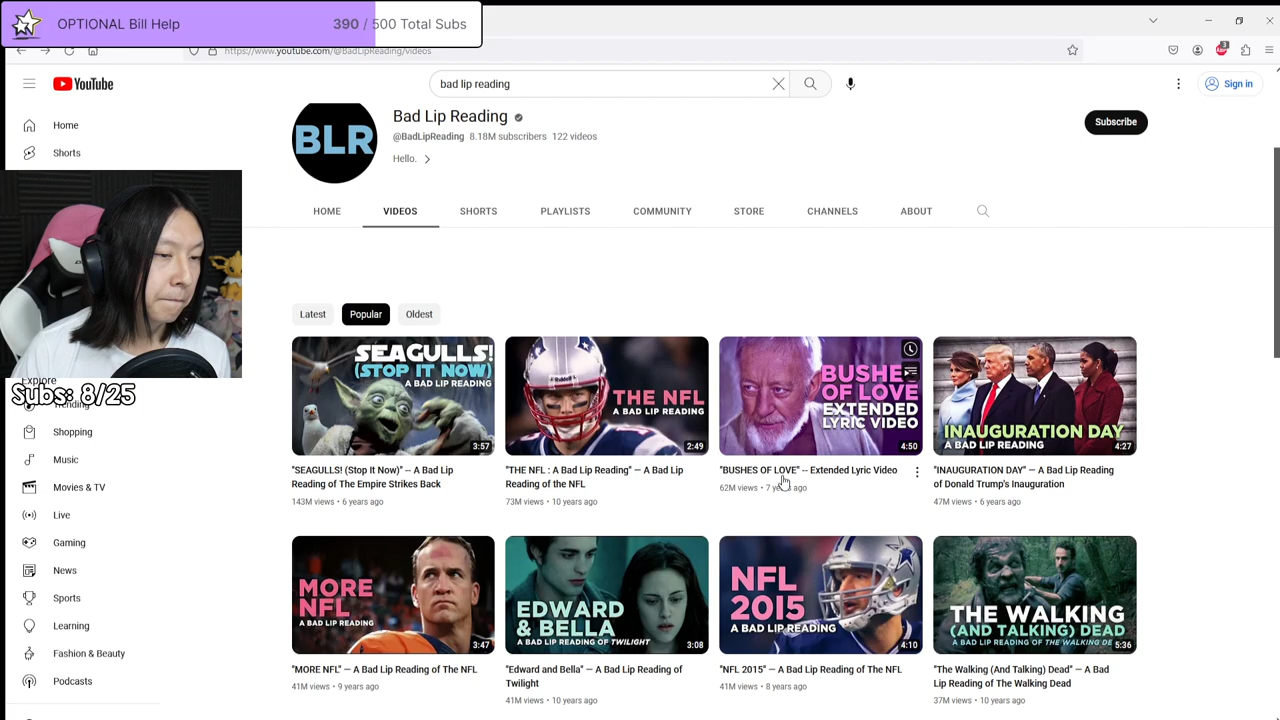 OPTIONAL Bill Help
390 / 500 Total Subs
https://www.youtube.com/@BadLipReading/videos
YouTube
bad lip reading
Sign in
Home
Shorts
BLR
Bad Lip Reading
@BadLipReading 8.18M subscribers 122 videos
Hello.
Subscribe
HOME
VIDEOS
SHORTS
PLAYLISTS
COMMUNITY
STORE
CHANNELS
ABOUT
Latest
Popular
Oldest
Explore
Subs: 8/25
Trending
Shopping
Music
Movies & TV
Live
Gaming
News
Sports
Learning
Fashion & Beauty
Podcasts
SEAGULLS!
(STOP IT NOW)
A BAD LIP
READING
3:57
"SEAGULLS! (Stop It Now)" -- A Bad Lip
Reading of The Empire Strikes Back
143M views • 6 years ago
THE NFL
A BAD LIP READING
2:49
"THE NFL : A Bad Lip Reading" — A Bad Lip
Reading of the NFL
73M views • 10 years ago
BUSHES
OF LOVE
EXTENDED
LYRIC VIDEO
4:50
"BUSHES OF LOVE" -- Extended Lyric Video
62M views • 7 years ago
INAUGURATION DAY
A BAD LIP READING
4:27
"INAUGURATION DAY" — A Bad Lip Reading
of Donald Trump's Inauguration
47M views • 6 years ago
MORE
NFL
A BAD LIP READING
3:47
"MORE NFL" — A Bad Lip Reading of The NFL
41M views • 9 years ago
EDWARD
& BELLA
A BAD LIP READING OF TWILIGHT
3:08
"Edward and Bella" — A Bad Lip Reading of
Twilight
41M views • 10 years ago
NFL
2015
A BAD LIP READING
4:10
"NFL 2015" — A Bad Lip Reading of The NFL
41M views • 8 years ago
THE WALKING
(AND TALKING) DEAD
A BAD LIP READING OF THE WALKING DEAD
5:36
"The Walking (And Talking) Dead" — A Bad
Lip Reading of The Walking Dead
37M views • 10 years ago